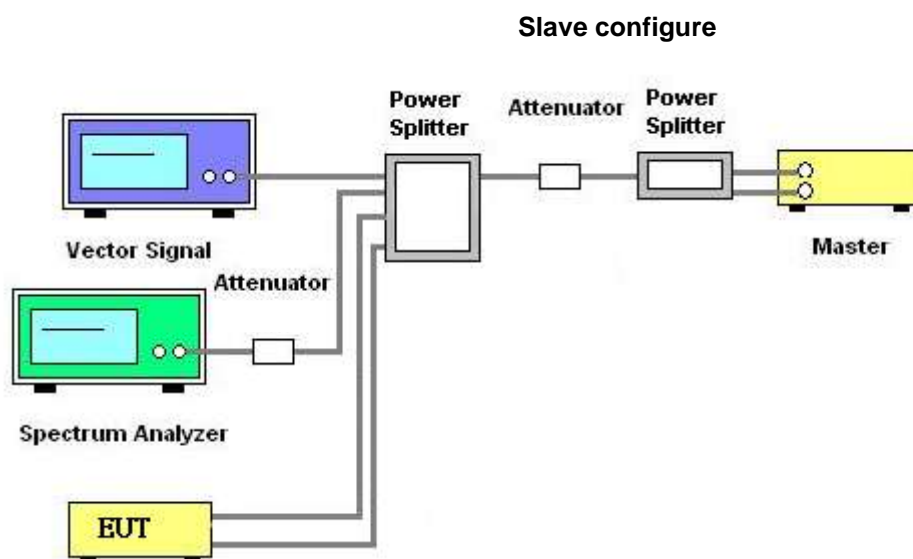 Slave configure
Power
Splitter
Attenuator
Power
Splitter
Vector Signal
Master
Attenuator
Spectrum Analyzer
EUT